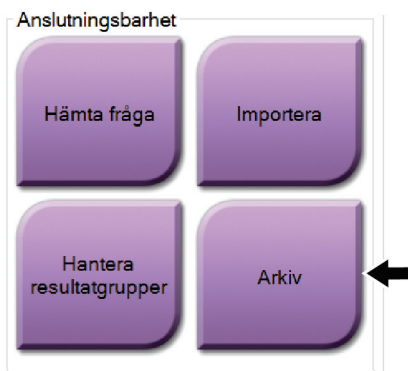 Anslutningsbarhet
Hämta fråga
Importera
Hantera
resultatgrupper
Arkiv